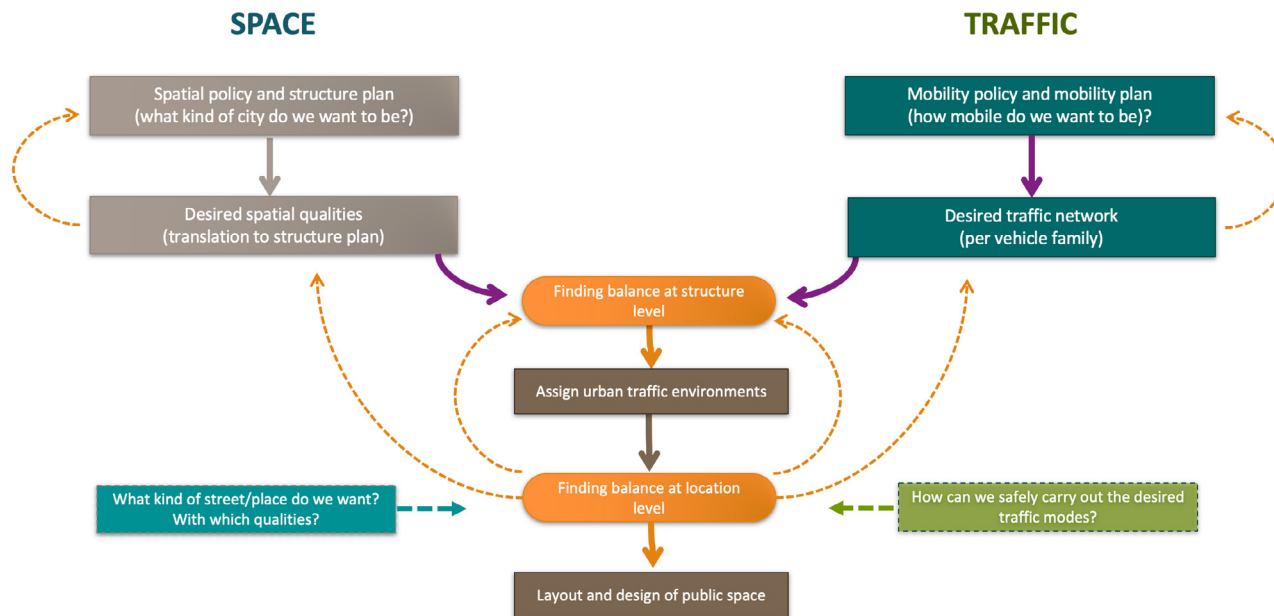 SPACE
TRAFFIC
Spatial policy and structure plan
(what kind of city do we want to be?)
Mobility policy and mobility plan
(how mobile do we want to be)?
Desired spatial qualities
(translation to structure plan)
Desired traffic network
(per vehicle family)
Finding balance at structure
level
Assign urban traffic environments
Finding balance at location
level
What kind of street/place do we want?
With which qualities?
How can we safely carry out the desired
traffic modes?
Layout and design of public space